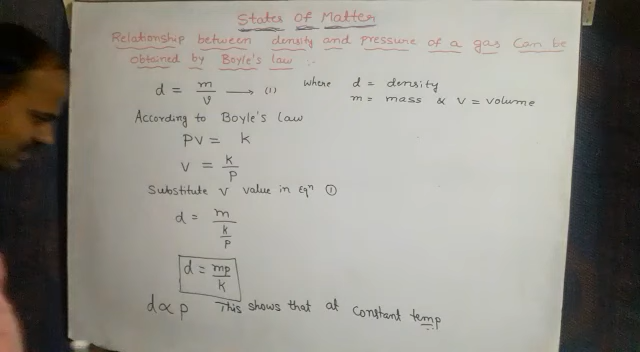 States Of Matter
Relationship between density and pressure of a gas Can be
obtained by Boyle's law
d = m/v → (1) where d = density
m = mass & v = volume
According to Boyle's law
PV = k
V = k/P
Substitute V value in Eqn ①
d = m/(k/P)
d = mp/k
d ∝ p This shows that at constant temp